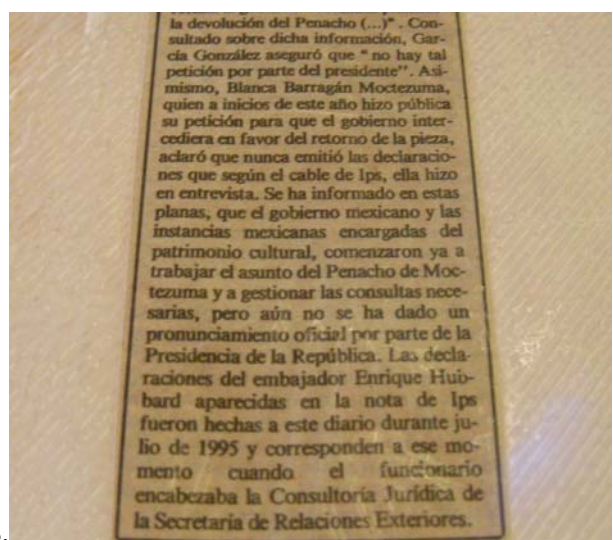 la devolución del Penacho (...)". Con-
sultado sobre dicha información, Gar-
cía González aseguró que " no hay tal
petición por parte del presidente". Asi-
mismo, Blanca Barragán Moctezuma,
quien a inicios de este año hizo pública
su petición para que el gobierno inter-
cediera en favor del retorno de la pieza,
aclaró que nunca emitió las declaracio-
nes que según el cable de Ips, ella hizo
en entrevista. Se ha informado en estas
planas, que el gobierno mexicano y las
instancias mexicanas encargadas del
patrimonio cultural, comenzaron ya a
trabajar el asunto del Penacho de Moc-
tezuma y a gestionar las consultas nece-
sarias, pero aún no se ha dado un
pronunciamiento oficial por parte de la
Presidencia de la República. Las decla-
raciones del embajador Enrique Hub-
bard aparecidas en la nota de Ips
fueron hechas a este diario durante ju-
lio de 1995 y corresponden a ese mo-
mento cuando el funcionario
encabezaba la Consultoría Jurídica de
la Secretaría de Relaciones Exteriores.